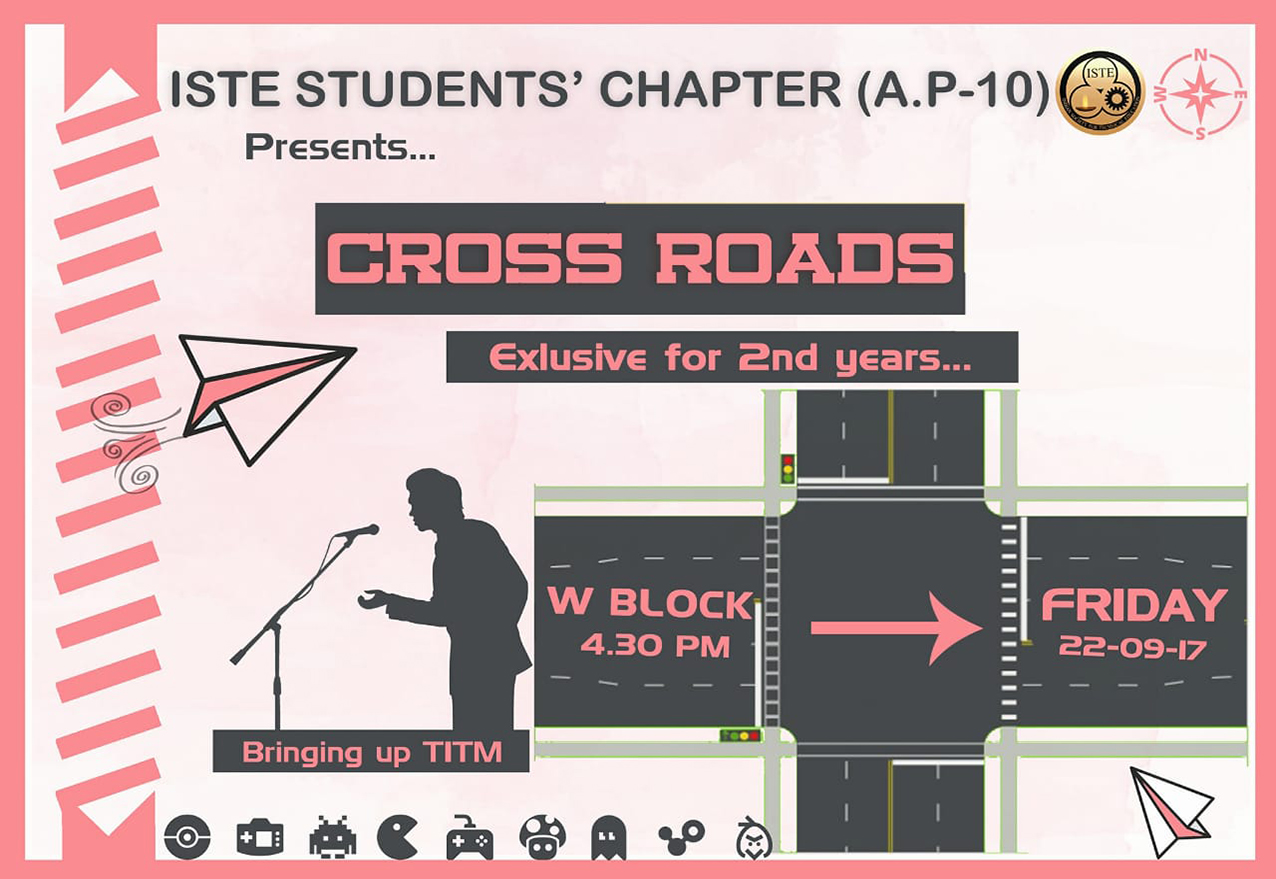 ISTE STUDENTS’ CHAPTER (A.P-10)
ISTE
N
W
E
S
Presents...
CROSS ROADS
Exlusive for 2nd years...
W BLOCK
4.30 PM
FRIDAY
22-09-17
Bringing up TITM